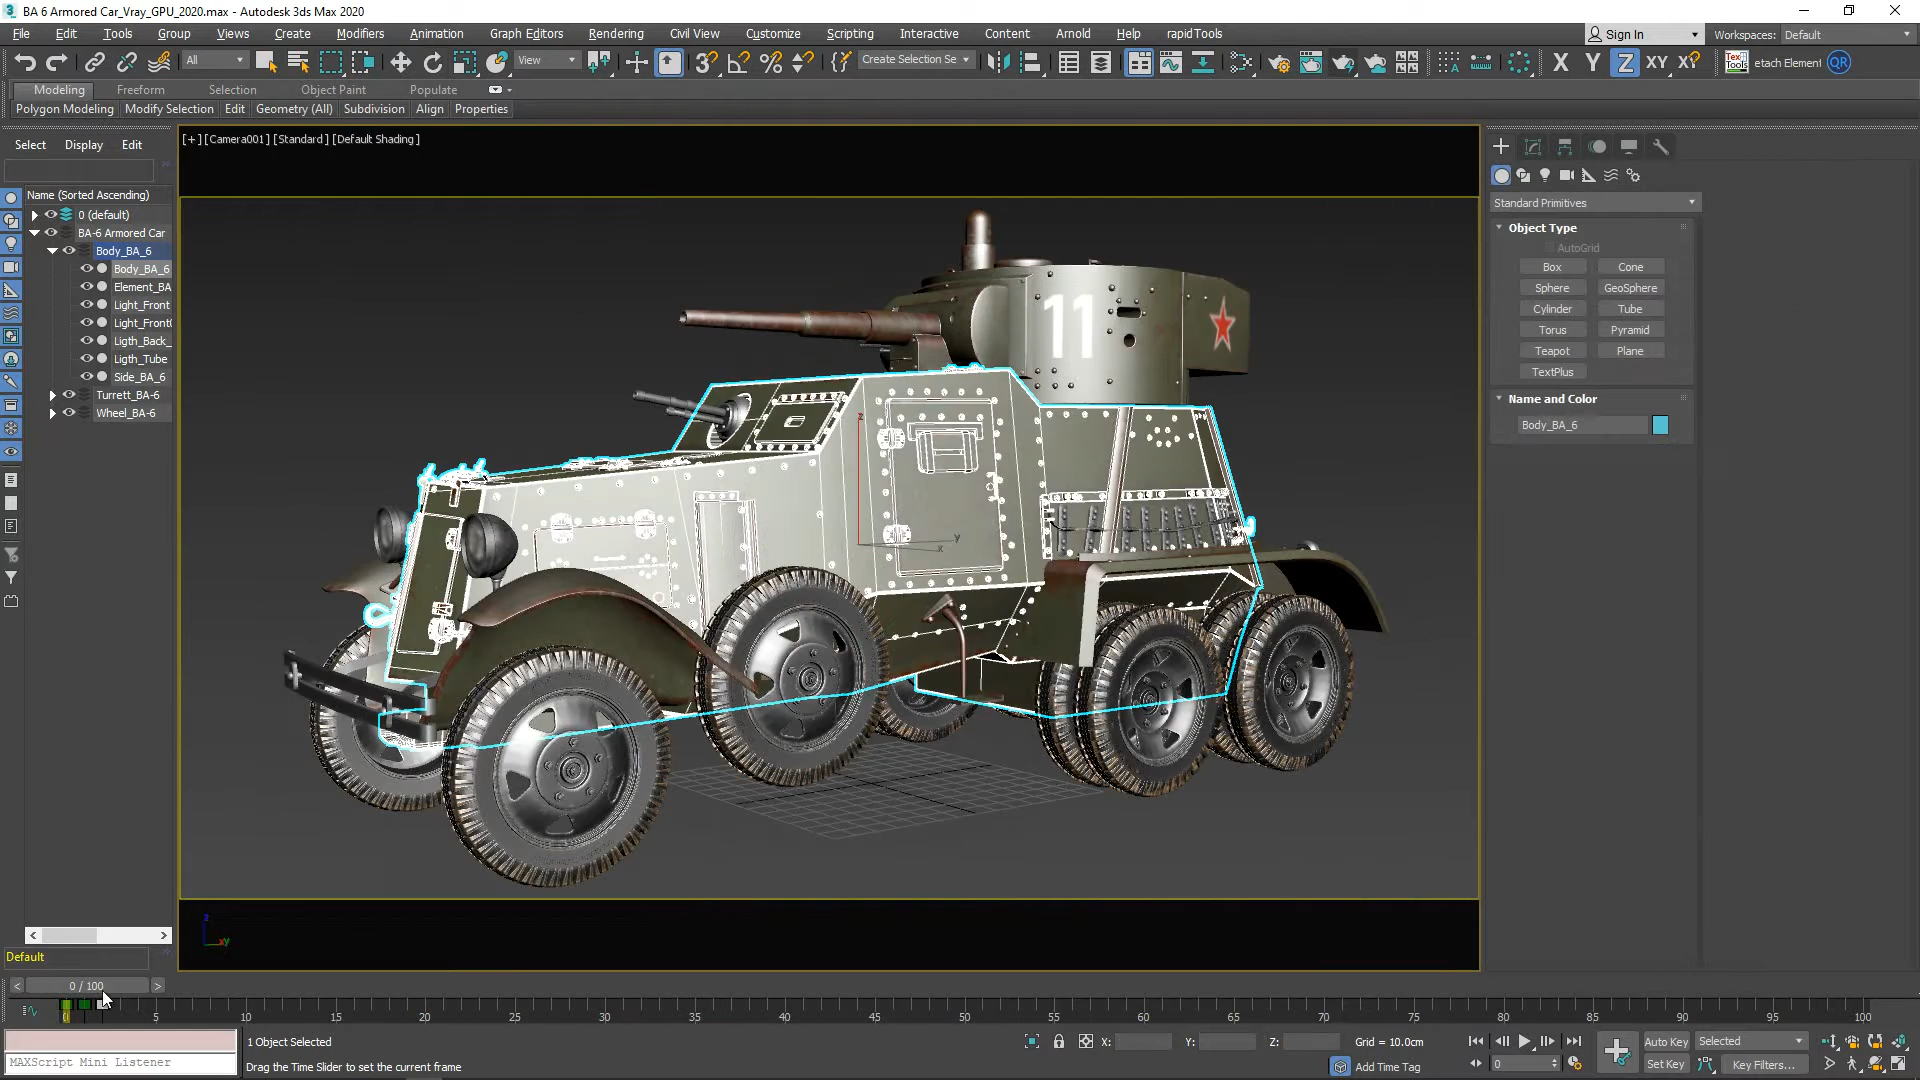 BA 6 Armored Car_Vray_GPU_2020.max - Autodesk 3ds Max 2020
File Edit Tools Group Views Create Modifiers Animation Graph Editors Rendering Civil View Customize Scripting Interactive Content Arnold Help rapidTools
Sign In Workspaces: Default
All View Create Selection Se X Y Z XY XY etach Element QR
Modeling Freeform Selection Object Paint Populate
Polygon Modeling Modify Selection Edit Geometry (All) Subdivision Align Properties
Select Display Edit
[+] [Camera001] [Standard] [Default Shading]
Name (Sorted Ascending)
0 (default)
BA-6 Armored Car
Body_BA_6
Body_BA_6
Element_BA
Light_Front
Light_Front0
Ligth_Back_
Ligth_Tube
Side_BA_6
Turrett_BA-6
Wheel_BA-6
11
z
y
x
Standard Primitives
Object Type
AutoGrid
Box Cone
Sphere GeoSphere
Cylinder Tube
Torus Pyramid
Teapot Plane
TextPlus
Name and Color
Body_BA_6
Default
0 / 100
0 5 10 15 20 25 30 35 40 45 50 55 60 65 70 75 80 85 90 95 100
1 Object Selected
X: Y: Z: Grid = 10.0cm
Auto Key Selected
MAXScript Mini Listener
Drag the Time Slider to set the current frame
Add Time Tag
0
Set Key Key Filters...